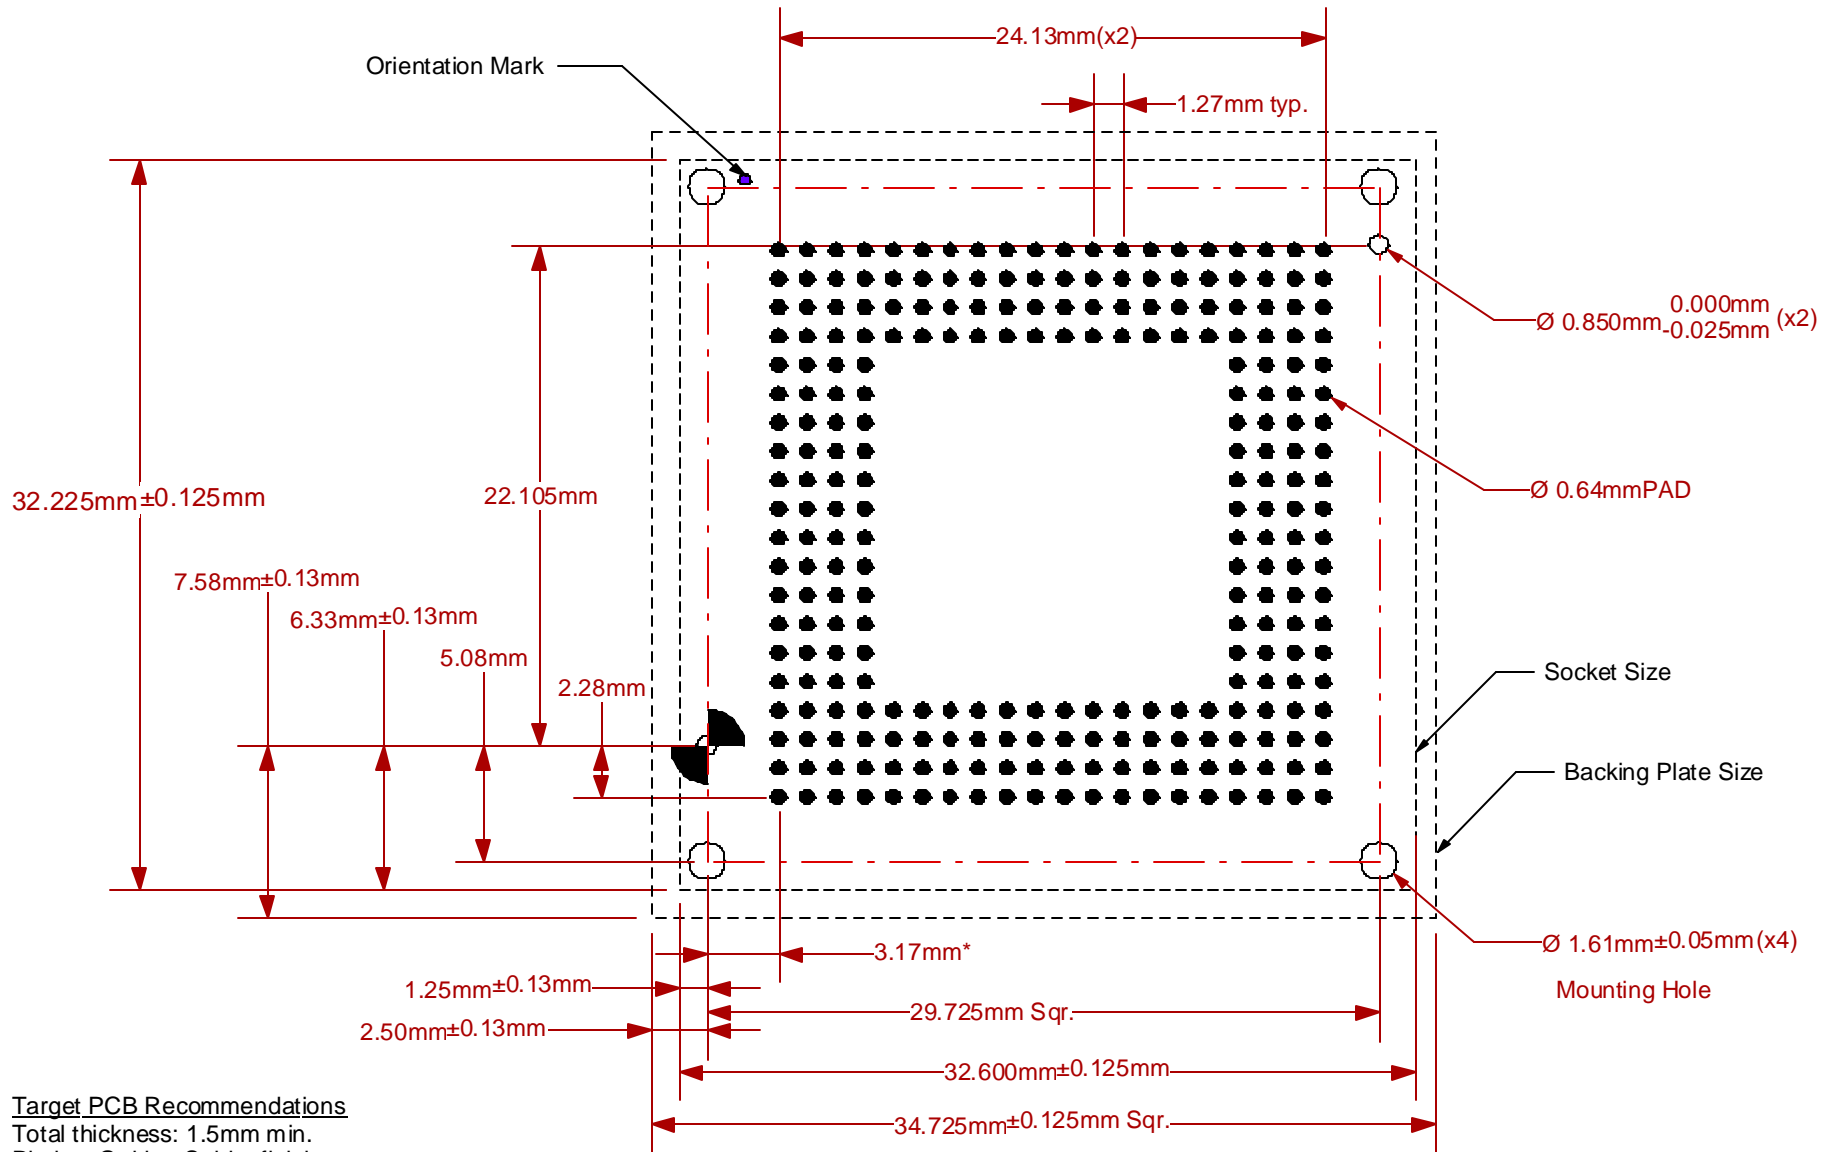 24.13mm(x2)
Orientation Mark
1.27mm typ.
0.000mm
Ø 0.850mm -0.025mm (x2)
32.225mm±0.125mm
22.105mm
Ø 0.64mmPAD
7.58mm±0.13mm
6.33mm±0.13mm
5.08mm
2.28mm
Socket Size
Backing Plate Size
3.17mm*
Ø 1.61mm±0.05mm(x4)
Mounting Hole
1.25mm±0.13mm
29.725mm Sqr.
2.50mm±0.13mm
32.600mm±0.125mm
34.725mm±0.125mm Sqr.
Target PCB Recommendations
Total thickness: 1.5mm min.